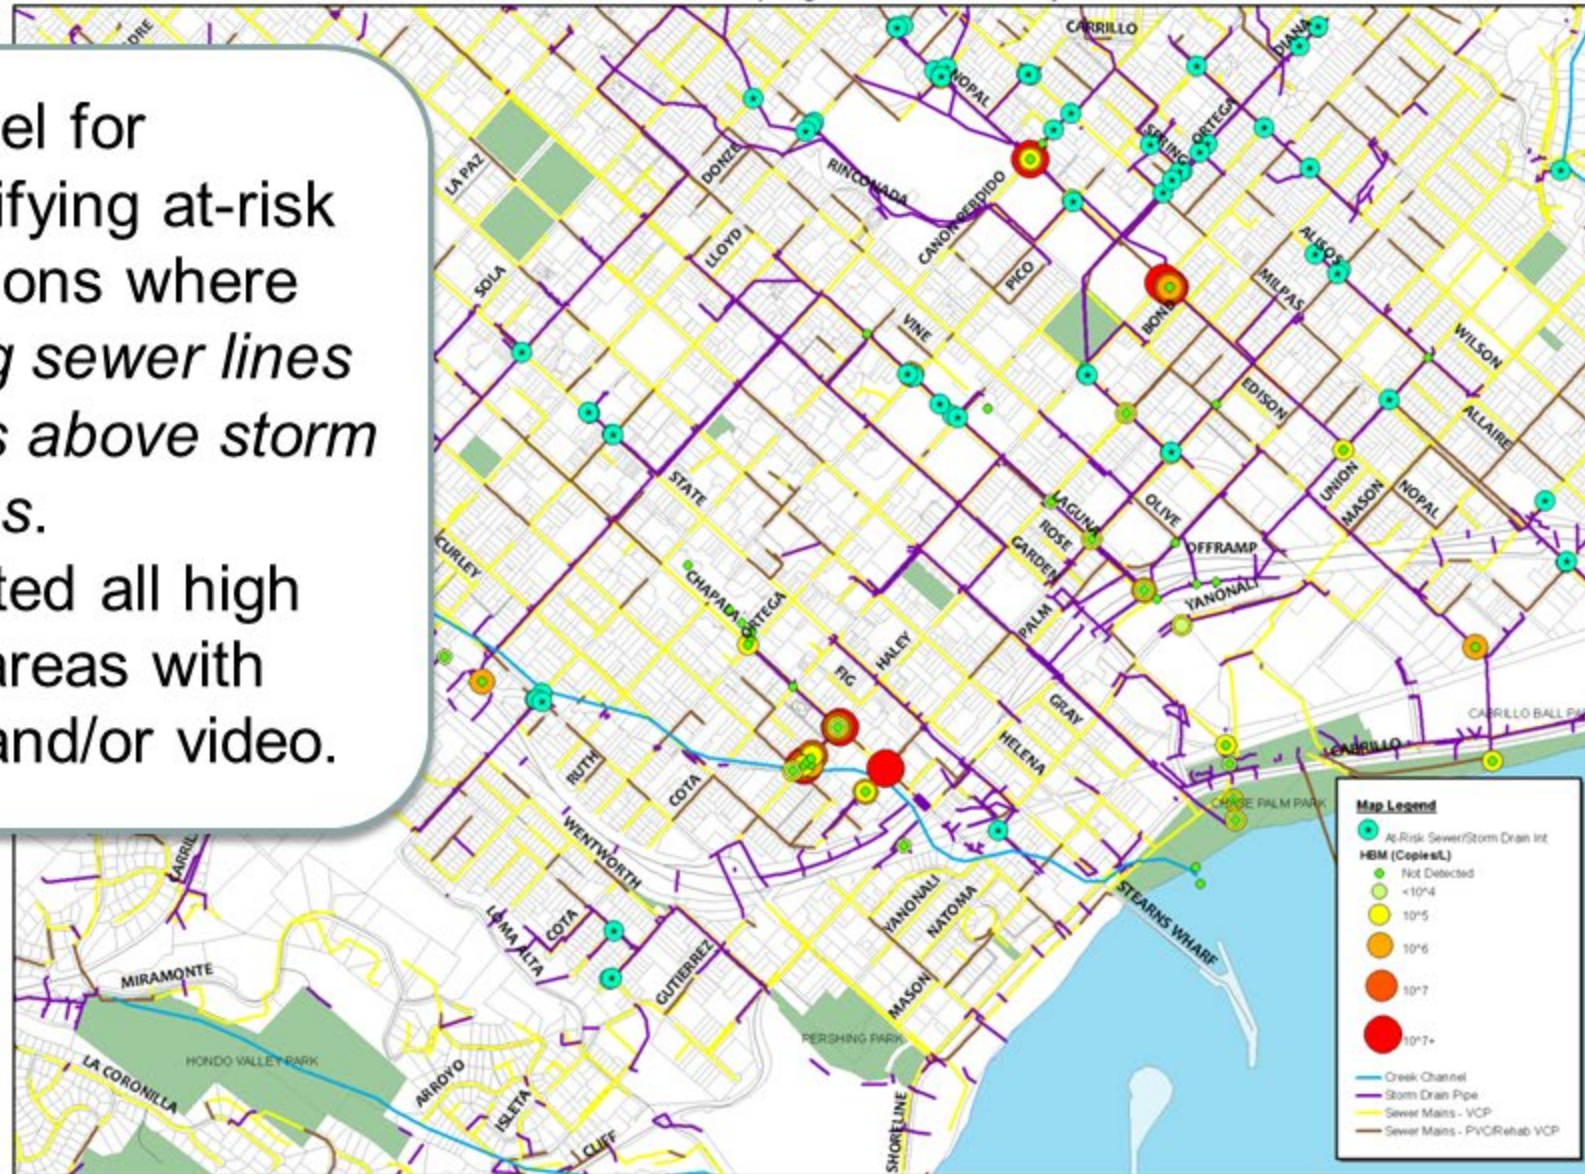 el for
ifying at-risk
ons where
g sewer lines
s above storm
s.
ted all high
areas with
and/or video.
CARRILLO
DIANA
NOPAL
ORTEGA
SPRING
LA PAZ
DONZE
RINCONADA
CANON PERDIDO
LLOYD
SOLA
PICO
ALISOS
MILPAS
BOND
VINE
WILSON
EDISON
ALLAIRE
STATE
UNION
MASON
NOPAL
LAGUNA
OLIVE
ROSE
GARDEN
OFFRAMP
CURLEY
CHAPALA
ORTEGA
YANONALI
PALM
HALEY
FIG
GRAY
HELENA
CABRILLO
CABRILLO BALL PA
CHASE PALM PARK
RUTH
COTA
WENTWORTH
STEARNS WHARF
YANONALI
NATOMA
LOMA ALTA
COTA
GUTIERREZ
MASON
MIRAMONTE
PERSHING PARK
HONDO VALLEY PARK
LA CORONILLA
ARROYO
ISLETA
CLIFF
SHORELINE
Map Legend
At-Risk Sewer/Storm Drain Int
HBM (Copies/L)
Not Detected
<10^4
10^5
10^6
10^7
10^7+
Creek Channel
Storm Drain Pipe
Sewer Mains - VCP
Sewer Mains - PVC/Rehab VCP